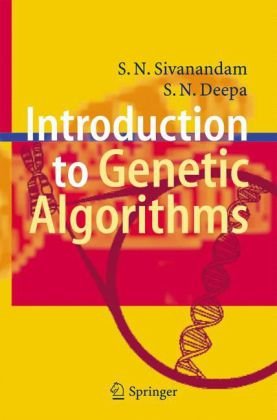 S. N. Sivanandam
S. N. Deepa
Introduction
to Genetic
Algorithms
Springer